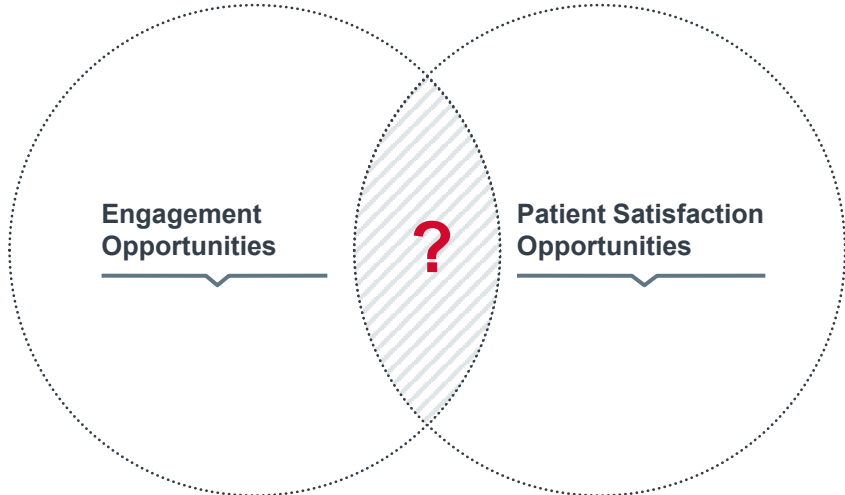 Engagement
Opportunities
?
Patient Satisfaction
Opportunities